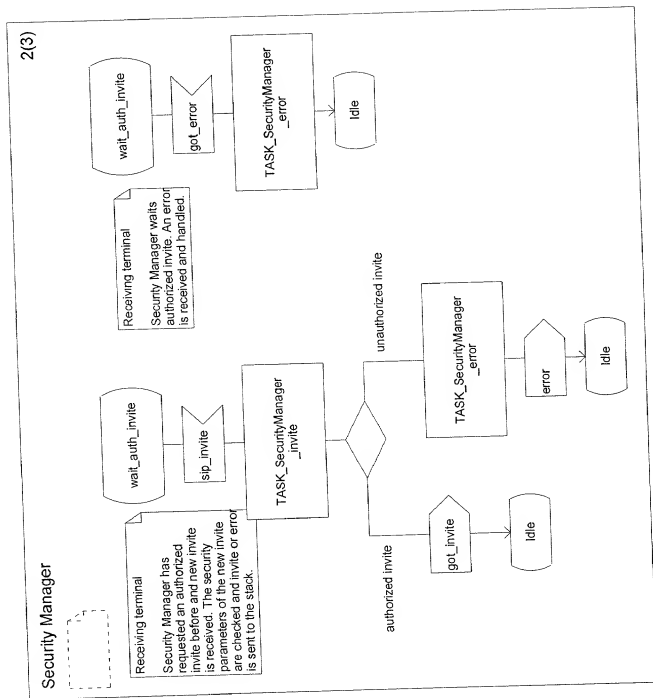 Security Manager
2(3)
Receiving terminal
Security Manager has
requested an authorized
invite before and new invite
is received. The security
parameters of the new invite
are checked and invite or error
is sent to the stack.
wait_auth_invite
sip_invite
TASK_SecurityManager
_invite
authorized invite
unauthorized invite
got_invite
Idle
TASK_SecurityManager
_error
error
Idle
Receiving terminal
Security Manager waits
authorized invite. An error
is received and handled.
wait_auth_invite
got_error
TASK_SecurityManager
_error
Idle